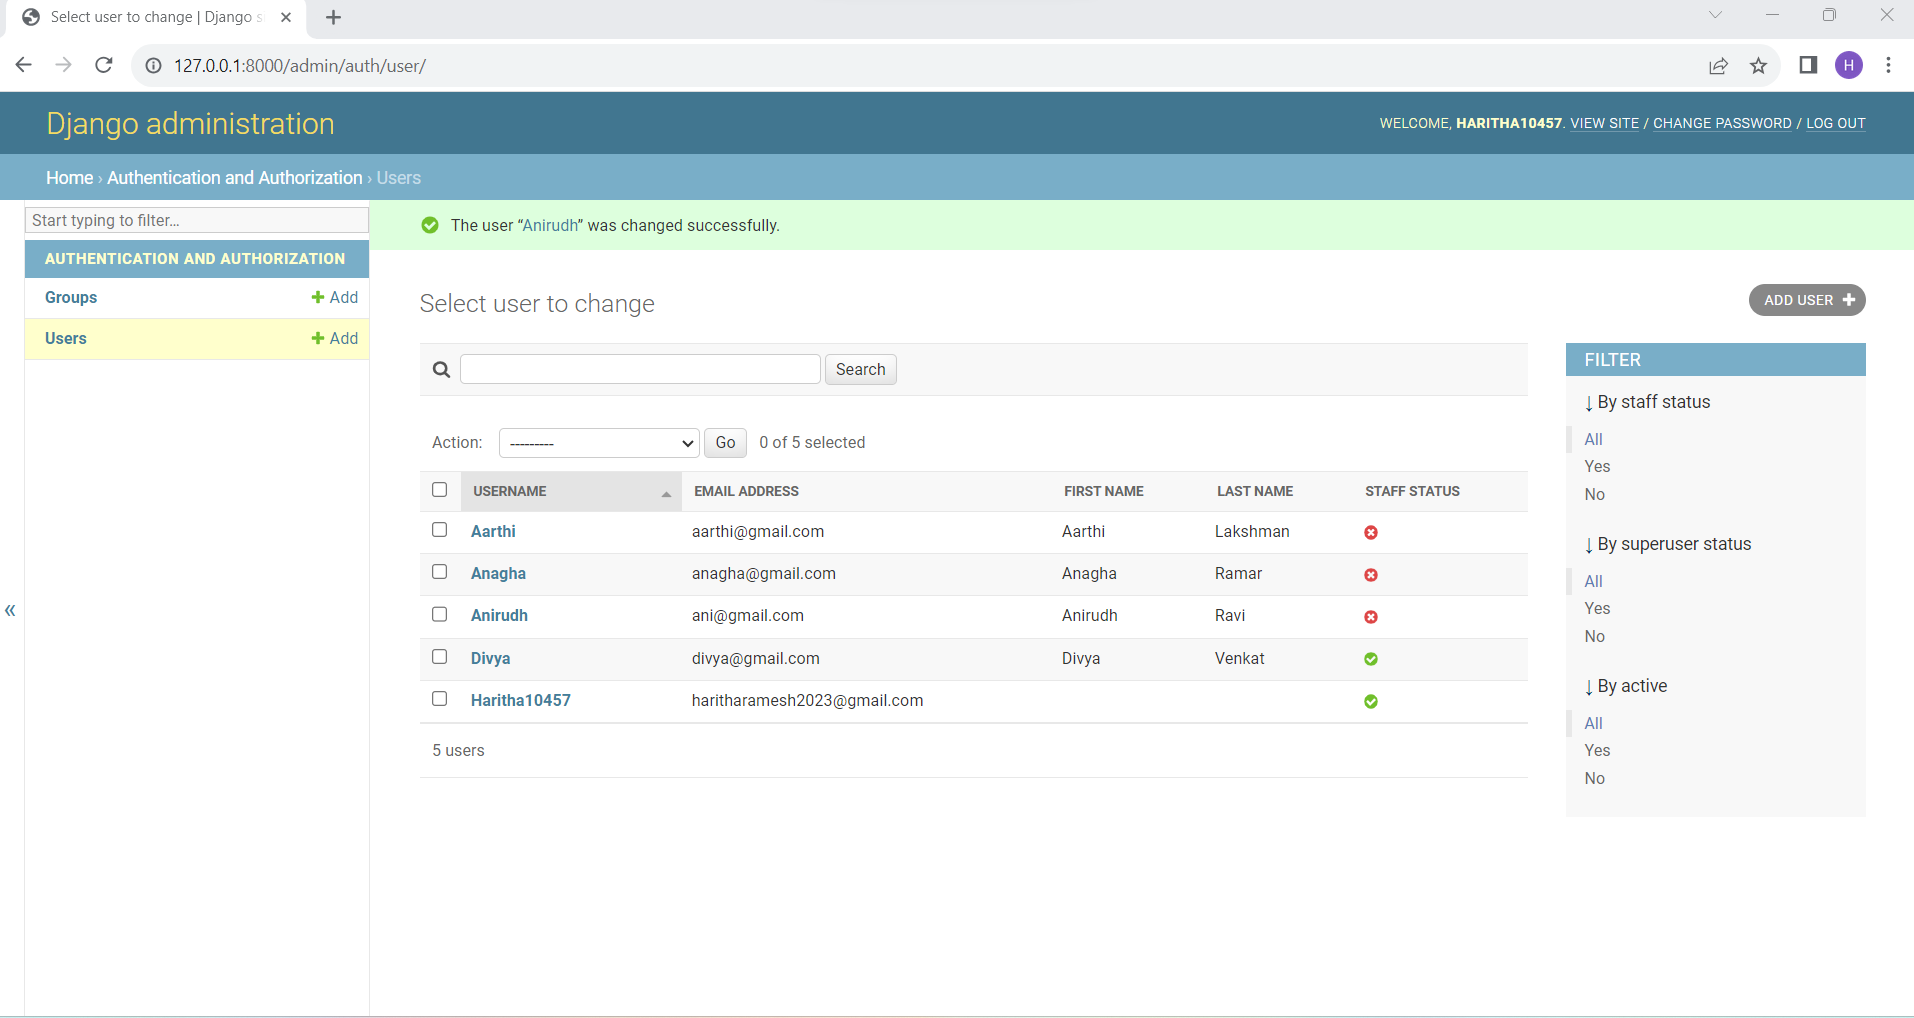 Select user to change | Django s
127.0.0.1:8000/admin/auth/user/
H
Django administration
WELCOME, HARITHA10457. VIEW SITE / CHANGE PASSWORD / LOG OUT
Home › Authentication and Authorization › Users
Start typing to filter...
AUTHENTICATION AND AUTHORIZATION
Groups + Add
Users + Add
«
The user “Anirudh” was changed successfully.
Select user to change
ADD USER +
Search
Action: --------- Go 0 of 5 selected
USERNAME EMAIL ADDRESS FIRST NAME LAST NAME STAFF STATUS
Aarthi aarthi@gmail.com Aarthi Lakshman
Anagha anagha@gmail.com Anagha Ramar
Anirudh ani@gmail.com Anirudh Ravi
Divya divya@gmail.com Divya Venkat
Haritha10457 haritharamesh2023@gmail.com
5 users
FILTER
↓ By staff status
All
Yes
No
↓ By superuser status
All
Yes
No
↓ By active
All
Yes
No